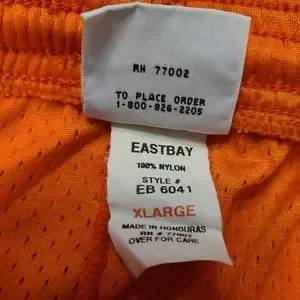 RN 77002
TO PLACE ORDER
1-800-826-2205
EASTBAY
100% NYLON
STYLE #
EB 6041
XLARGE
MADE IN HONDURAS
RN # 77002
OVER FOR CARE